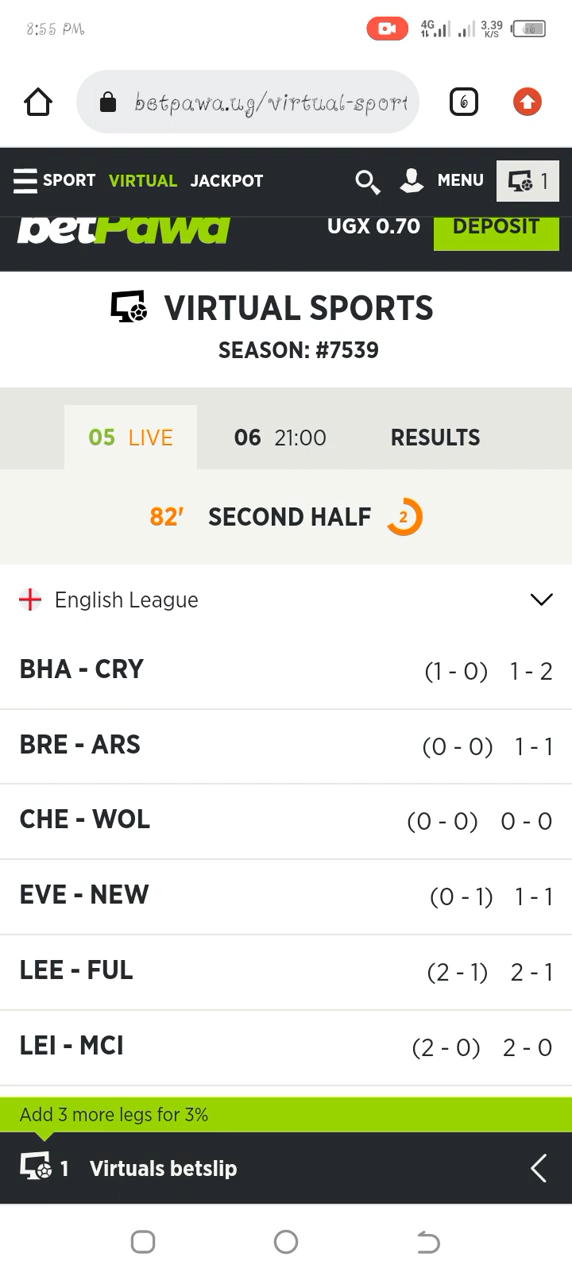 8:55 PM 4G 3.39 K/S
betpawa.ug/virtual-sport 6
SPORT VIRTUAL JACKPOT MENU 1
betPawa UGX 0.70 DEPOSIT
VIRTUAL SPORTS
SEASON: #7539
05 LIVE 06 21:00 RESULTS
82' SECOND HALF 2
English League
BHA - CRY (1 - 0) 1 - 2
BRE - ARS (0 - 0) 1 - 1
CHE - WOL (0 - 0) 0 - 0
EVE - NEW (0 - 1) 1 - 1
LEE - FUL (2 - 1) 2 - 1
LEI - MCI (2 - 0) 2 - 0
Add 3 more legs for 3%
1 Virtuals betslip